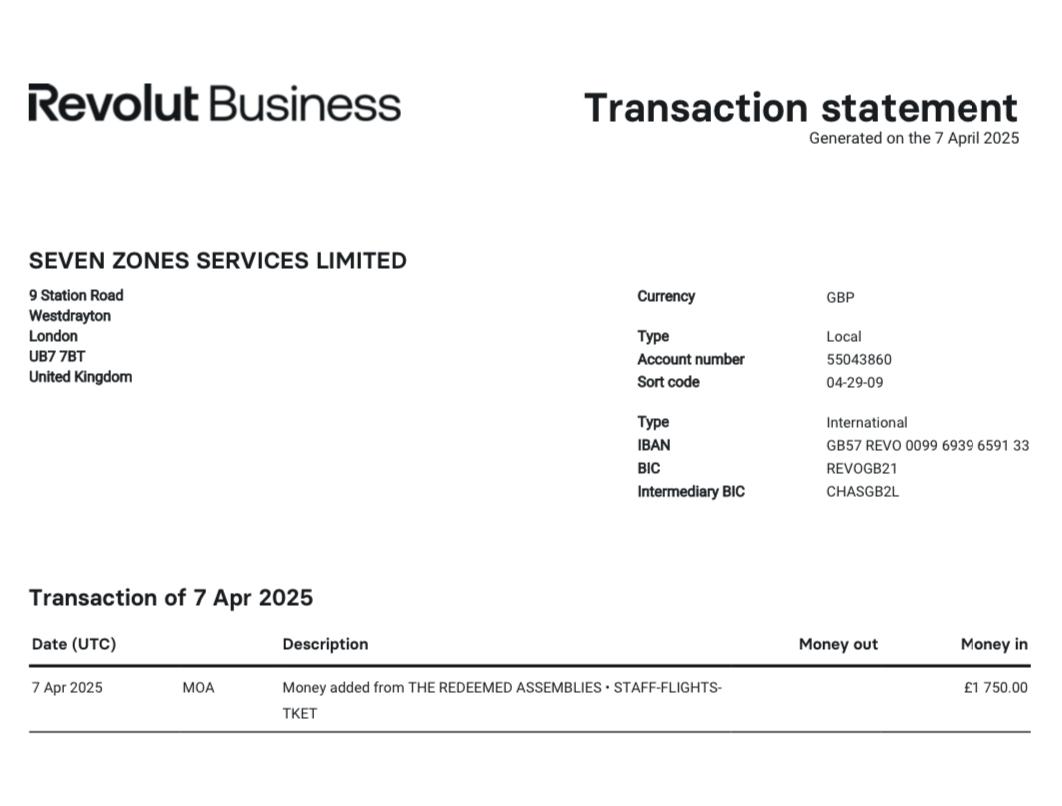 Revolut Business
Transaction statement
Generated on the 7 April 2025
SEVEN ZONES SERVICES LIMITED
9 Station Road
Westdrayton
London
UB7 7BT
United Kingdom
Currency GBP
Type Local
Account number 55043860
Sort code 04-29-09
Type International
IBAN GB57 REVO 0099 6939 6591 33
BIC REVOGB21
Intermediary BIC CHASGB2L
Transaction of 7 Apr 2025
Date (UTC) Description Money out Money in
7 Apr 2025 MOA Money added from THE REDEEMED ASSEMBLIES • STAFF-FLIGHTS- £1 750.00
TKET